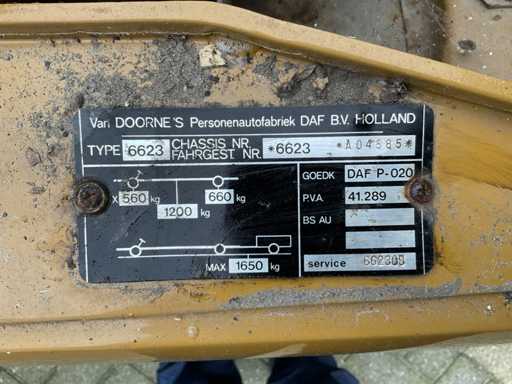 Van DOORNE'S Personenautofabriek DAF B.V. HOLLAND
TYPE 6623 CHASSIS NR. FAHRGEST. NR. *6623 *A04585*
GOEDK DAF P-020
X 560 kg 660 kg
P.V.A. 41.289
1200 kg
BS AU
MAX 1650 kg
service 662300